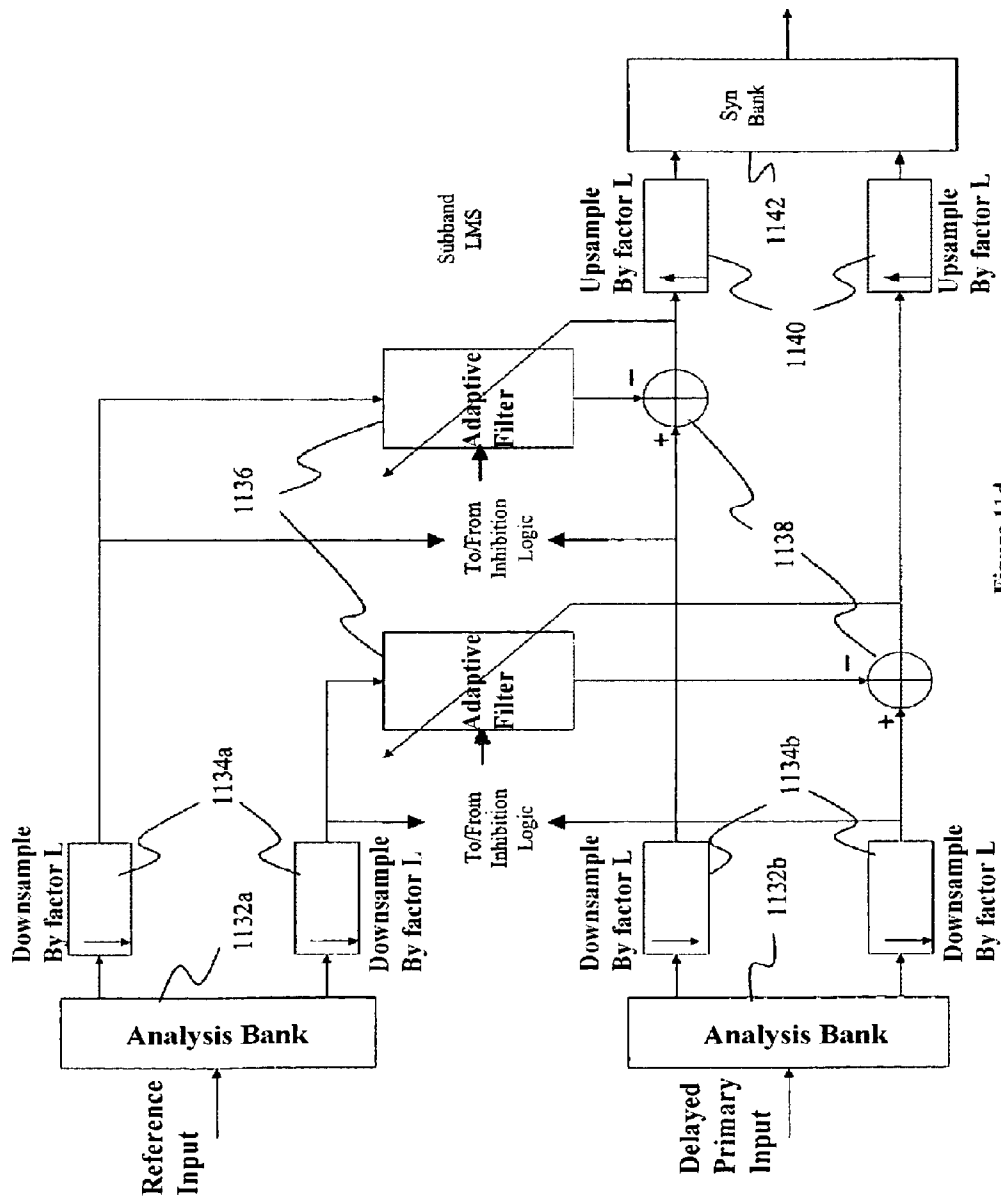 Reference
Input
Analysis Bank
1132a
Downsample
By factor L
Downsample
By factor L
1134a
1136
Adaptive
Filter
Adaptive
Filter
To/From
Inhibition
Logic
To/From
Inhibition
Logic
Subband
LMS
Delayed
Primary
Input
Analysis Bank
1132b
Downsample
By factor L
Downsample
By factor L
1134b
+
−
+
−
1138
Upsample
By factor L
Upsample
By factor L
1140
1142
Syn
Bank
Figure 11d